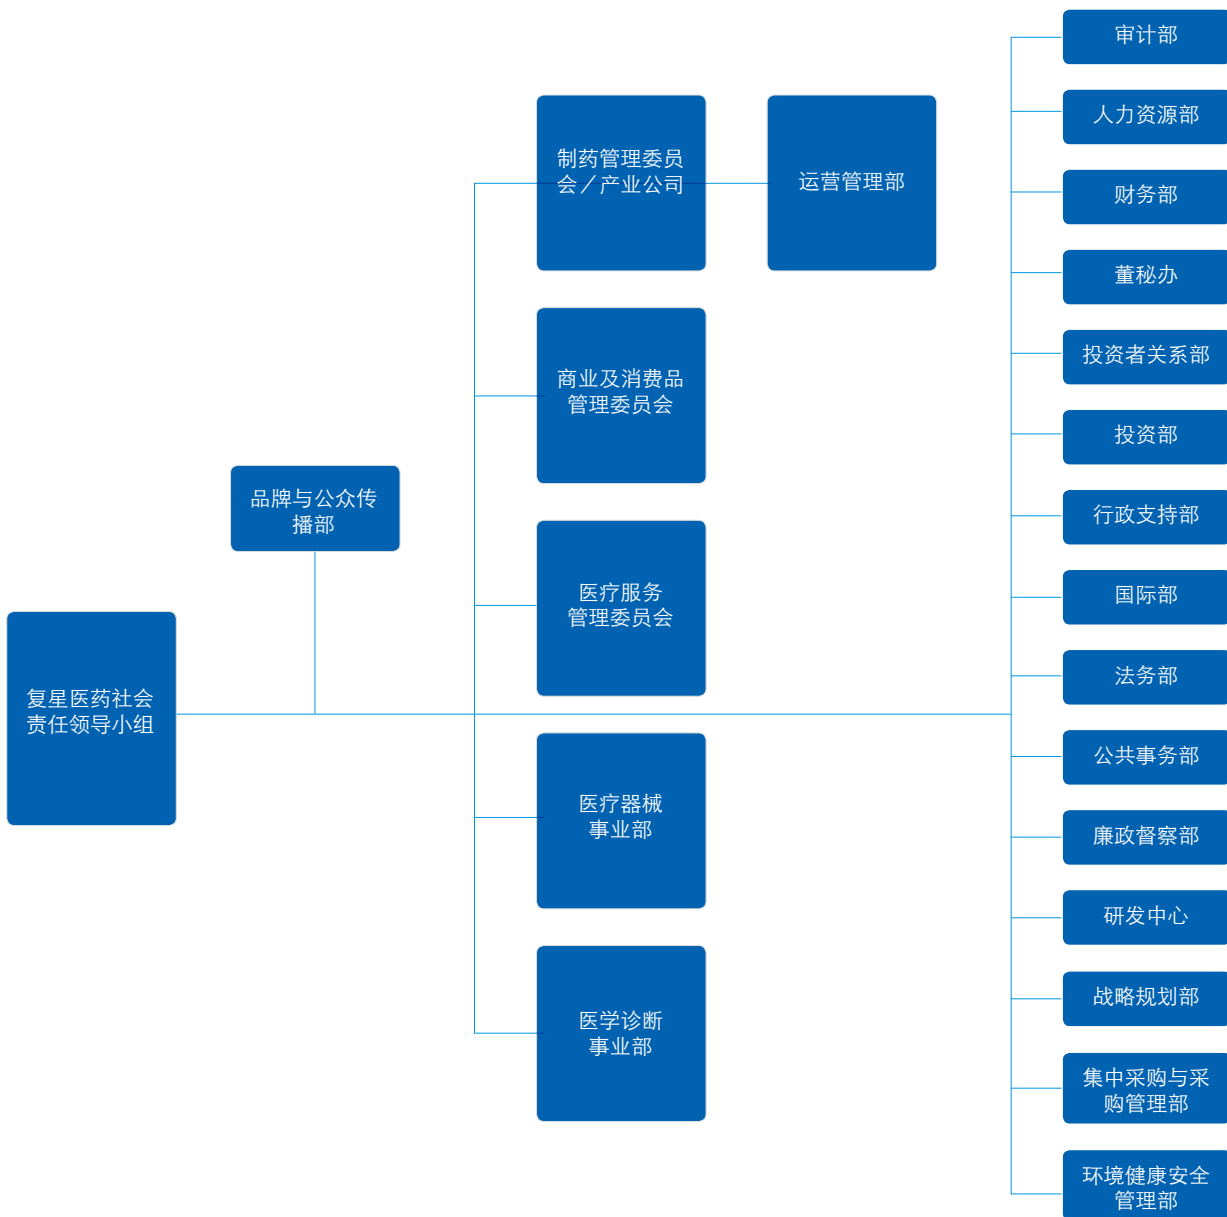 复星医药社会
责任领导小组
品牌与公众传
播部
制药管理委员
会／产业公司
运营管理部
商业及消费品
管理委员会
医疗服务
管理委员会
医疗器械
事业部
医学诊断
事业部
审计部
人力资源部
财务部
董秘办
投资者关系部
投资部
行政支持部
国际部
法务部
公共事务部
廉政督察部
研发中心
战略规划部
集中采购与采
购管理部
环境健康安全
管理部